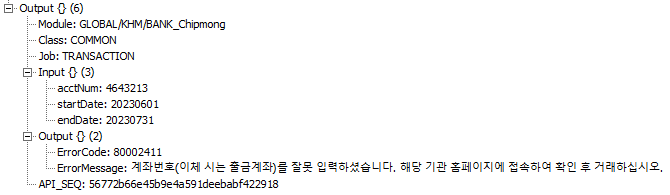 Output {} (6)
Module: GLOBAL/KHM/BANK_Chipmong
Class: COMMON
Job: TRANSACTION
Input {} (3)
acctNum: 4643213
startDate: 20230601
endDate: 20230731
Output {} (2)
ErrorCode: 80002411
ErrorMessage: 계좌번호(이체 시는 출금계좌)를 잘못 입력하셨습니다. 해당 기관 홈페이지에 접속하여 확인 후 거래하십시오.
API_SEQ: 56772b66e45b9e4a591deebabf422918